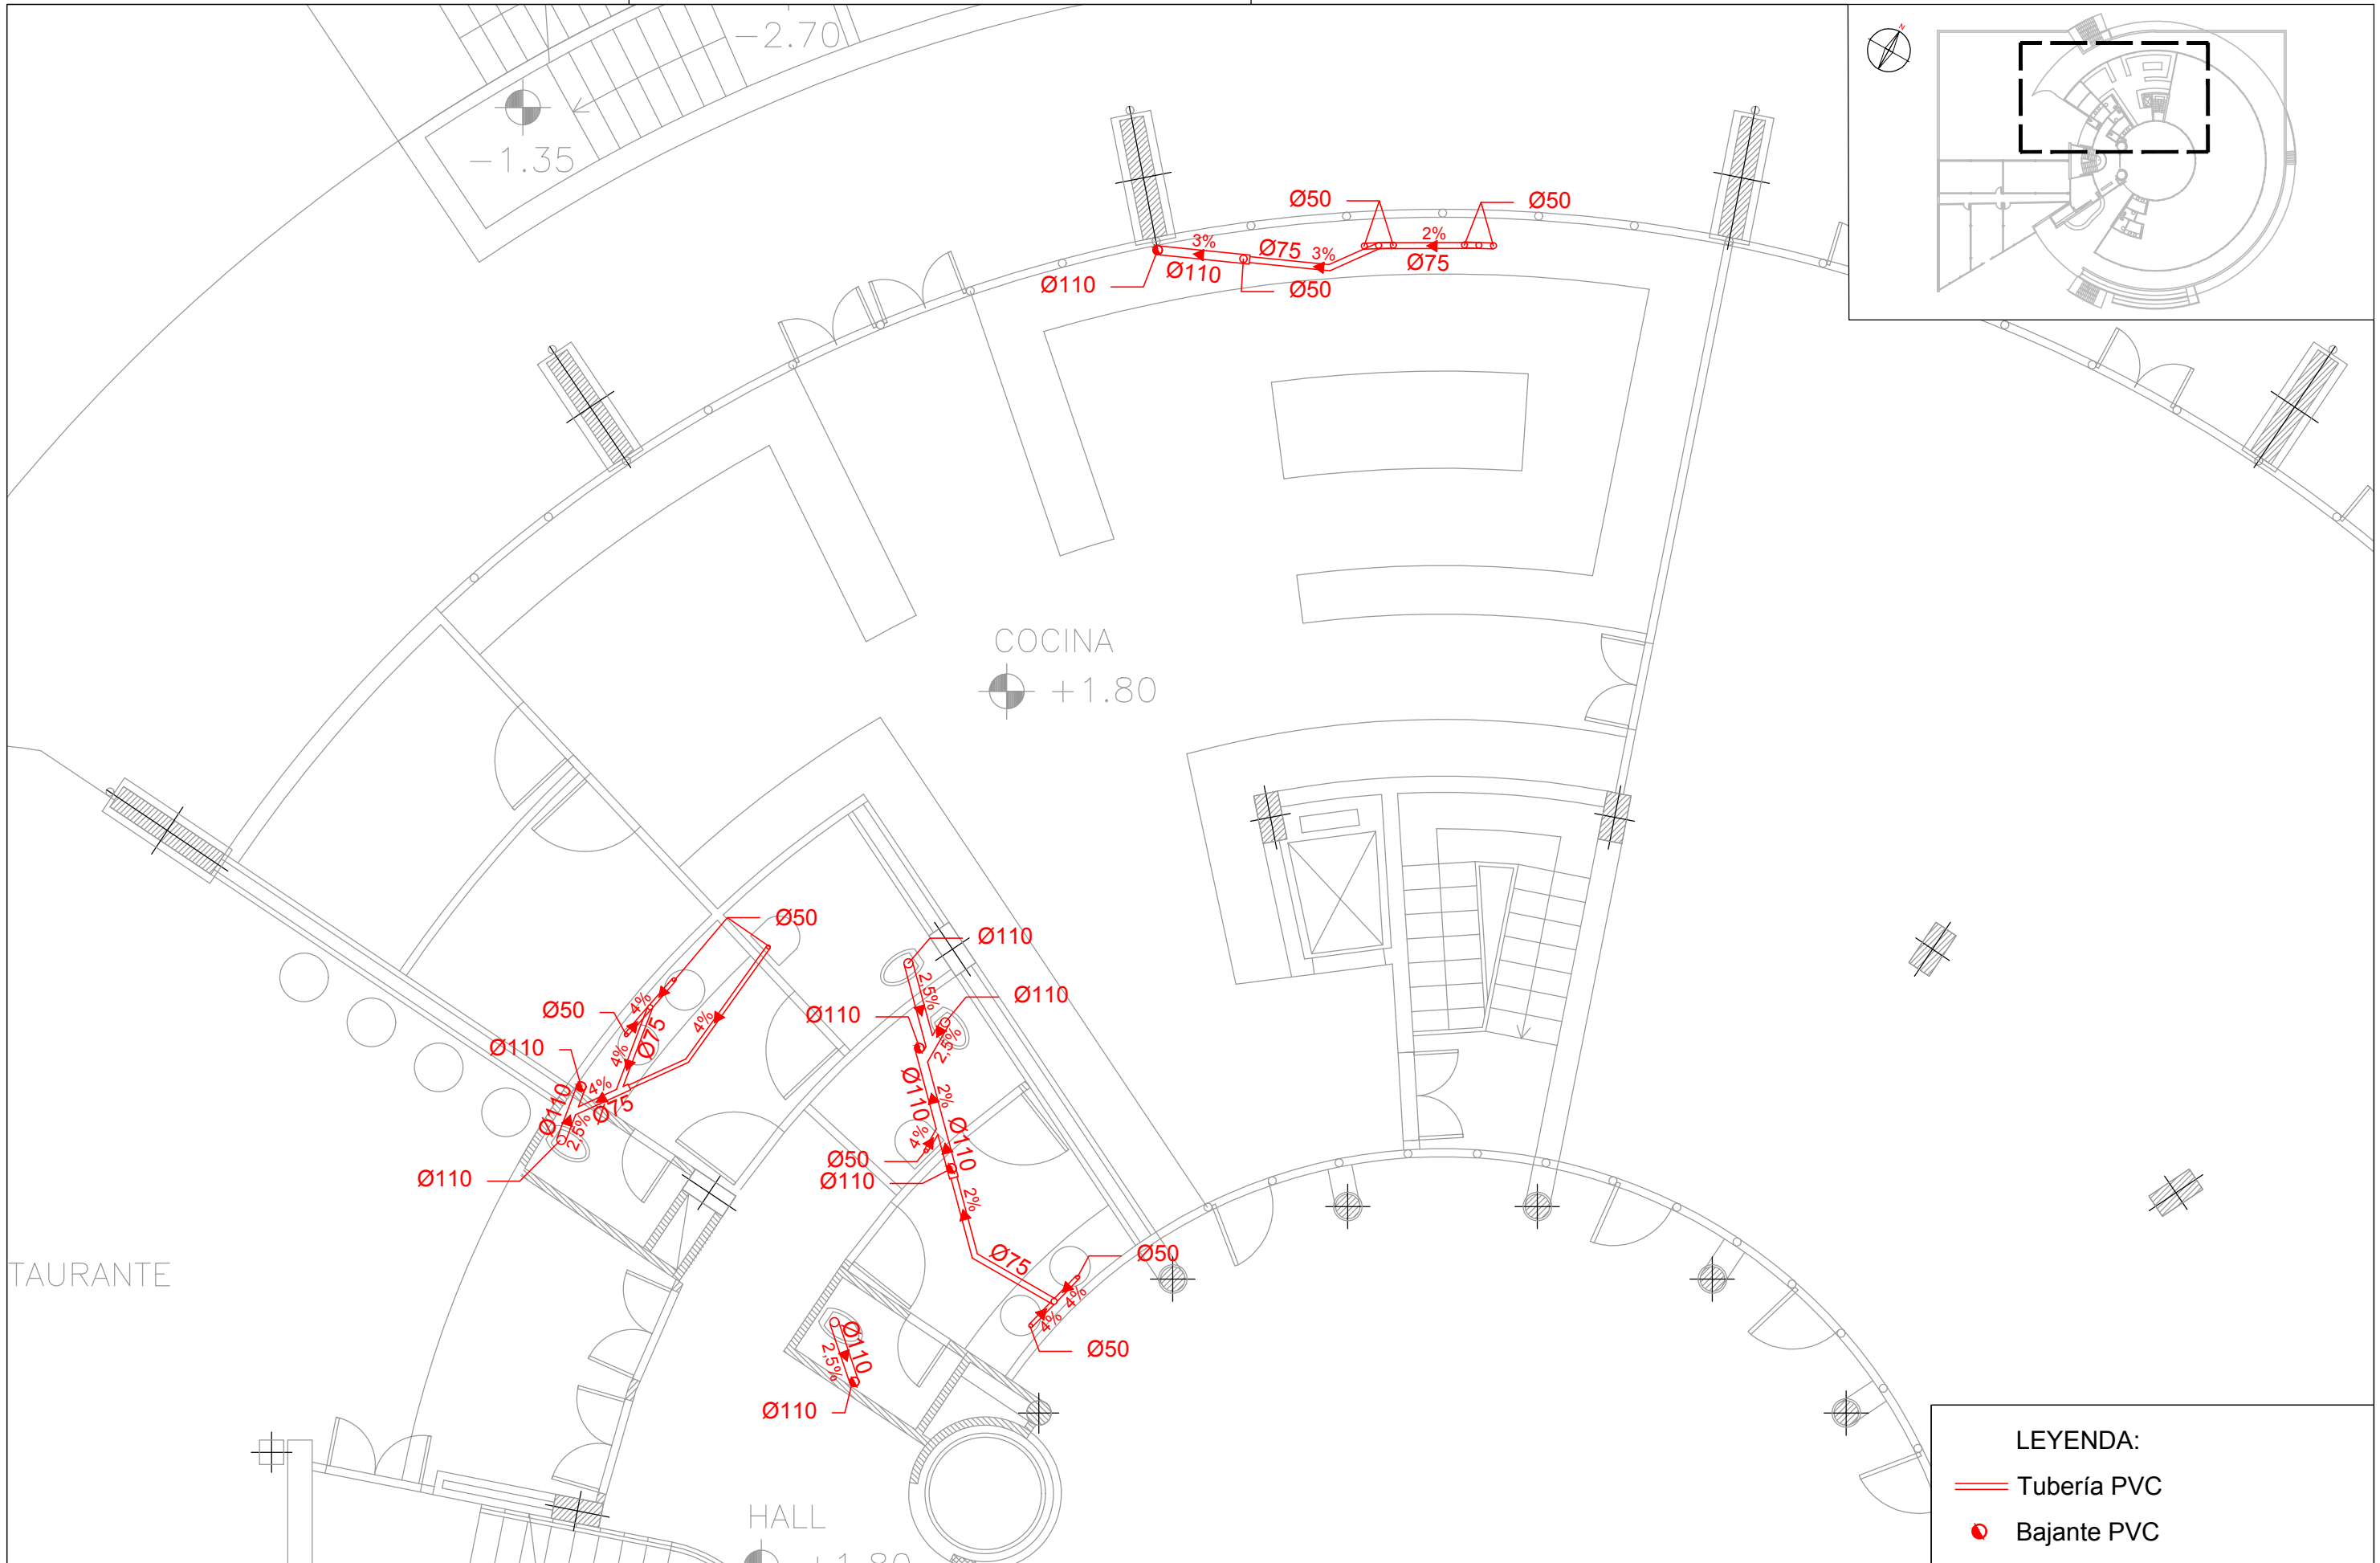 -2.70
N
-1.35
Ø50
Ø50
3%
Ø75
3%
2%
Ø110
Ø110
Ø75
Ø50
COCINA
+1.80
Ø50
Ø110
2,5%
Ø110
Ø50
4%
4%
Ø110
Ø75
4%
2,5%
Ø110
4%
Ø110
Ø75
2,5%
Ø110
2%
Ø110
4%
Ø50
Ø110
Ø110
2%
Ø75
Ø50
4%
4%
Ø50
TAURANTE
Ø110
2,5%
Ø110
HALL
+1.80
LEYENDA:
Tubería PVC
Bajante PVC